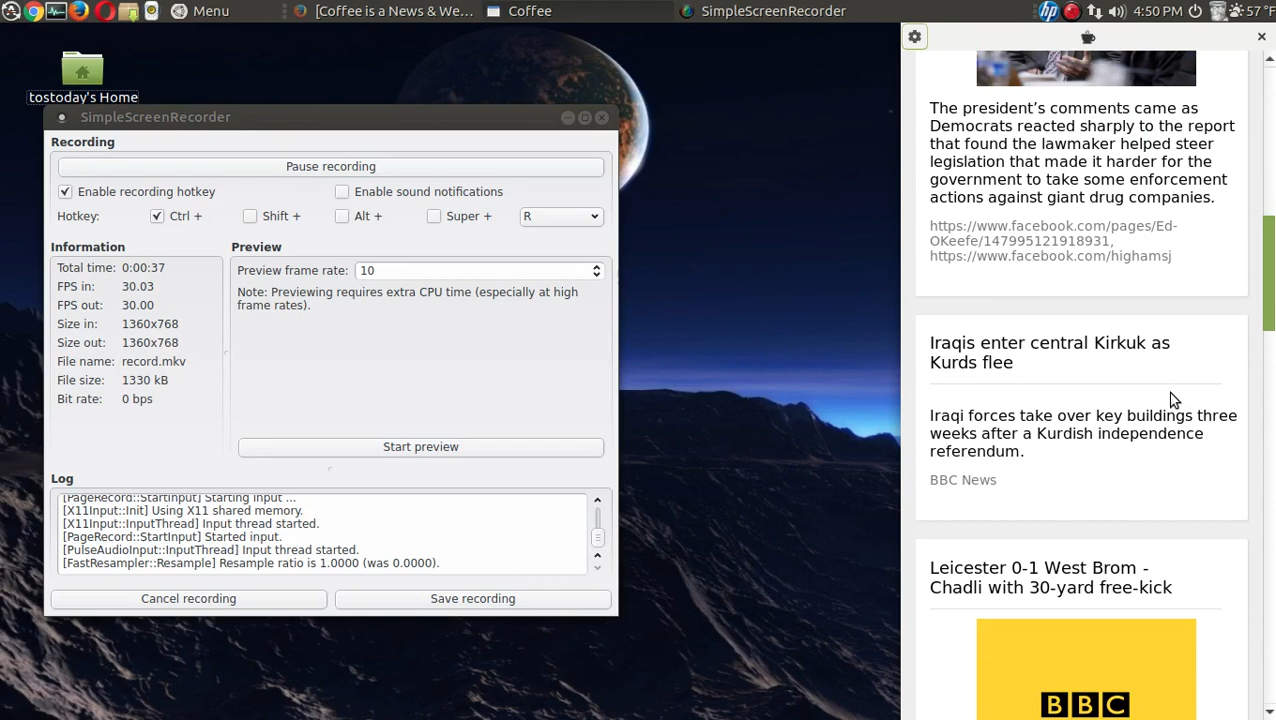 Menu
[Coffee is a News & We...
Coffee
SimpleScreenRecorder
hp
4:50 PM
57 °F
tostoday's Home
SimpleScreenRecorder
Recording
Pause recording
Enable recording hotkey
Enable sound notifications
Hotkey:
Ctrl +
Shift +
Alt +
Super +
R
Information
Total time: 0:00:37
FPS in: 30.03
FPS out: 30.00
Size in: 1360x768
Size out: 1360x768
File name: record.mkv
File size: 1330 kB
Bit rate: 0 bps
Preview
Preview frame rate: 10
Note: Previewing requires extra CPU time (especially at high
frame rates).
Start preview
Log
[PageRecord::StartInput] Starting input ...
[X11Input::Init] Using X11 shared memory.
[X11Input::InputThread] Input thread started.
[PageRecord::StartInput] Started input.
[PulseAudioInput::InputThread] Input thread started.
[FastResampler::Resample] Resample ratio is 1.0000 (was 0.0000).
Cancel recording
Save recording
The president’s comments came as
Democrats reacted sharply to the report
that found the lawmaker helped steer
legislation that made it harder for the
government to take some enforcement
actions against giant drug companies.
https://www.facebook.com/pages/Ed-
OKeefe/147995121918931,
https://www.facebook.com/highamsj
Iraqis enter central Kirkuk as
Kurds flee
Iraqi forces take over key buildings three
weeks after a Kurdish independence
referendum.
BBC News
Leicester 0-1 West Brom -
Chadli with 30-yard free-kick
BBC